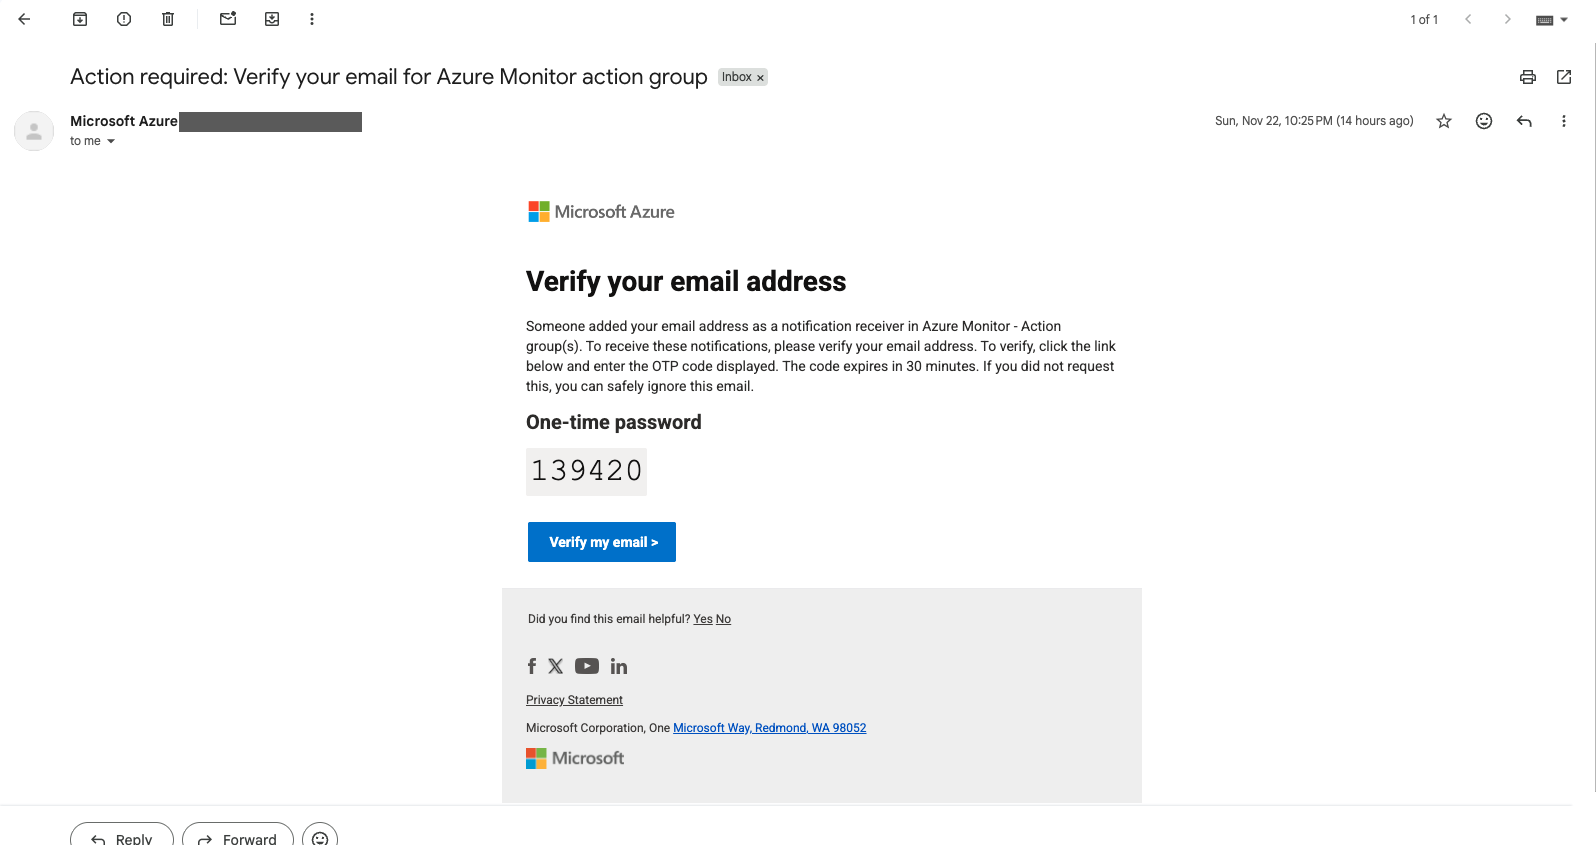 1 of 1
Action required: Verify your email for Azure Monitor action group
Inbox x
Microsoft Azure
Sun, Nov 22, 10:25 PM (14 hours ago)
to me
Microsoft Azure
Verify your email address
Someone added your email address as a notification receiver in Azure Monitor - Action
group(s). To receive these notifications, please verify your email address. To verify, click the link
below and enter the OTP code displayed. The code expires in 30 minutes. If you did not request
this, you can safely ignore this email.
One-time password
139420
Verify my email >
Did you find this email helpful? Yes No
Privacy Statement
Microsoft Corporation, One Microsoft Way, Redmond, WA 98052
Microsoft
Reply
Forward